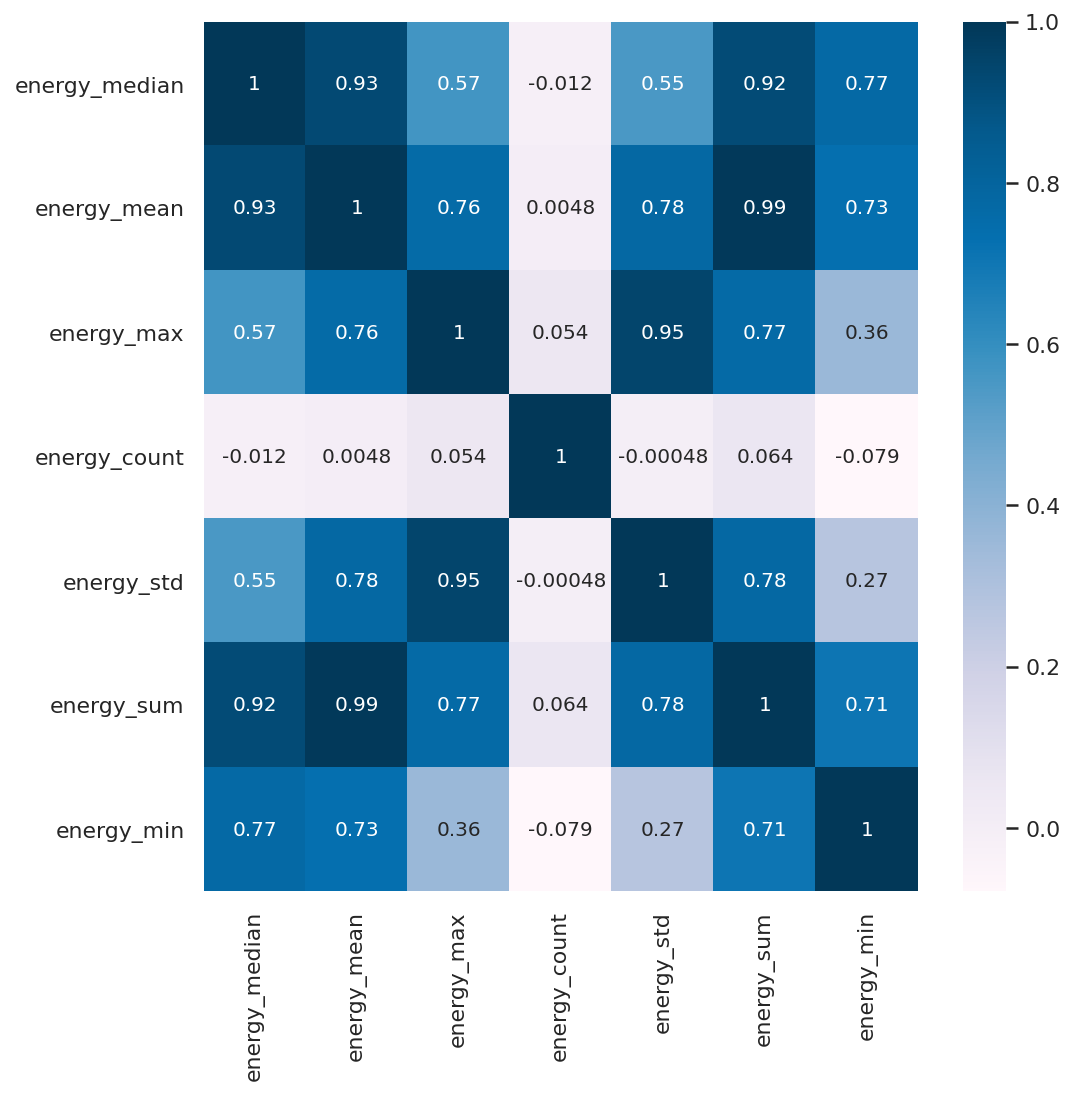 energy_median 1 0.93 0.57 -0.012 0.55 0.92 0.77
energy_mean 0.93 1 0.76 0.0048 0.78 0.99 0.73
energy_max 0.57 0.76 1 0.054 0.95 0.77 0.36
energy_count -0.012 0.0048 0.054 1 -0.00048 0.064 -0.079
energy_std 0.55 0.78 0.95 -0.00048 1 0.78 0.27
energy_sum 0.92 0.99 0.77 0.064 0.78 1 0.71
energy_min 0.77 0.73 0.36 -0.079 0.27 0.71 1
energy_median
energy_mean
energy_max
energy_count
energy_std
energy_sum
energy_min
1.0
0.8
0.6
0.4
0.2
0.0